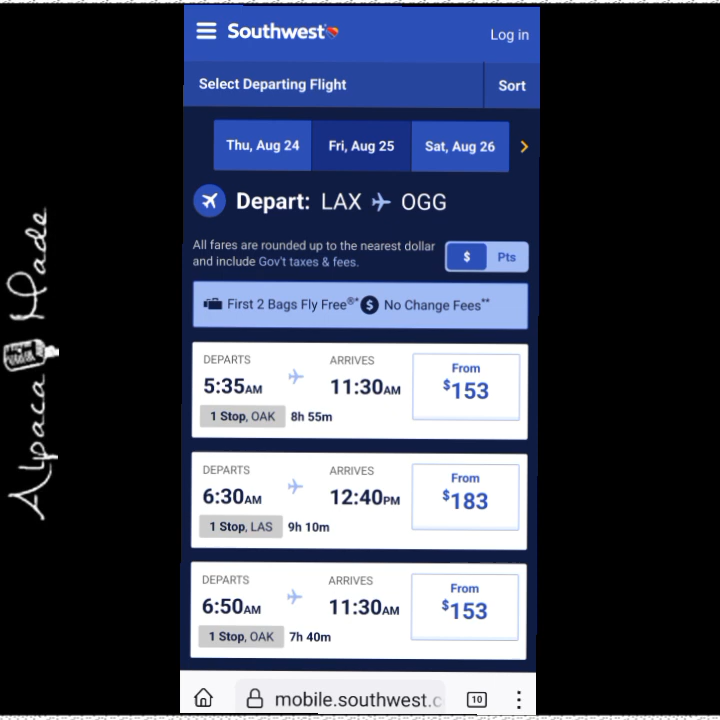 Southwest
Log in
Select Departing Flight
Sort
Thu, Aug 24
Fri, Aug 25
Sat, Aug 26
Depart: LAX OGG
All fares are rounded up to the nearest dollar
and include Gov't taxes & fees.
$
Pts
First 2 Bags Fly Free®* $ No Change Fees**
DEPARTS
5:35AM
ARRIVES
11:30AM
From
$153
1 Stop, OAK 8h 55m
DEPARTS
6:30AM
ARRIVES
12:40PM
From
$183
1 Stop, LAS 9h 10m
DEPARTS
6:50AM
ARRIVES
11:30AM
From
$153
1 Stop, OAK 7h 40m
mobile.southwest.c
10
Alpaca Made